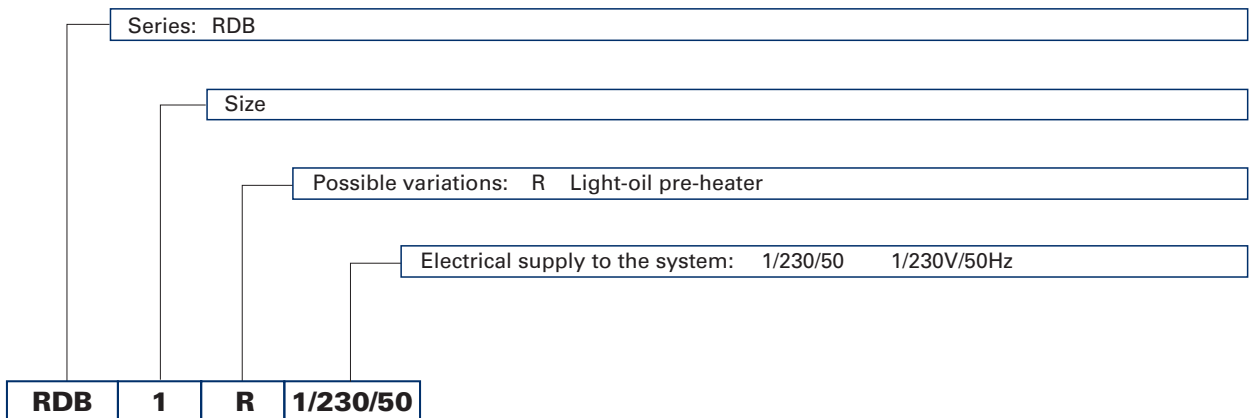 Series: RDB
Size
Possible variations: R Light-oil pre-heater
Electrical supply to the system: 1/230/50 1/230V/50Hz
RDB 1 R 1/230/50